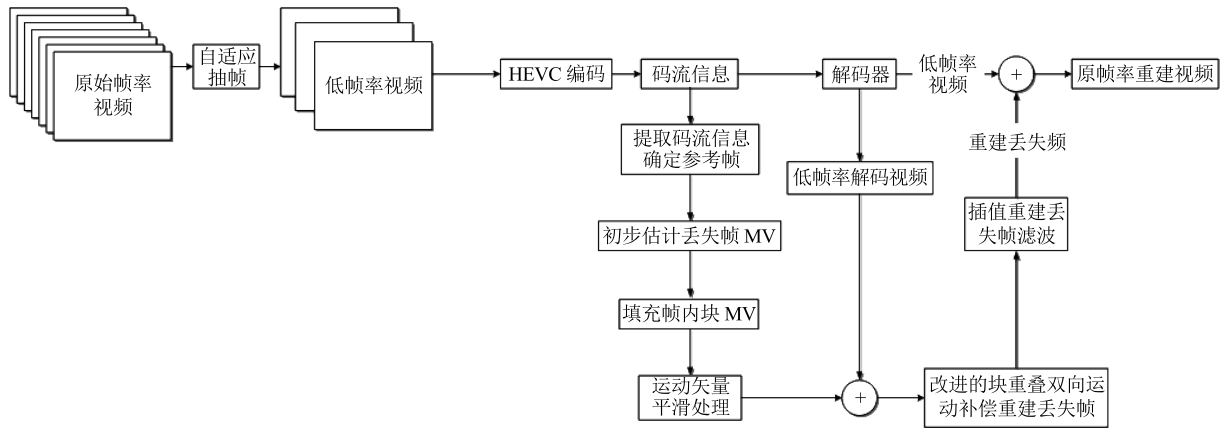 原始帧率
视频
自适应
抽帧
低帧率视频
HEVC 编码
码流信息
解码器
低帧率
视频
+
原帧率重建视频
提取码流信息
确定参考帧
低帧率解码视频
重建丢失频
初步估计丢失帧 MV
插值重建丢
失帧滤波
填充帧内块 MV
运动矢量
平滑处理
+
改进的块重叠双向运
动补偿重建丢失帧